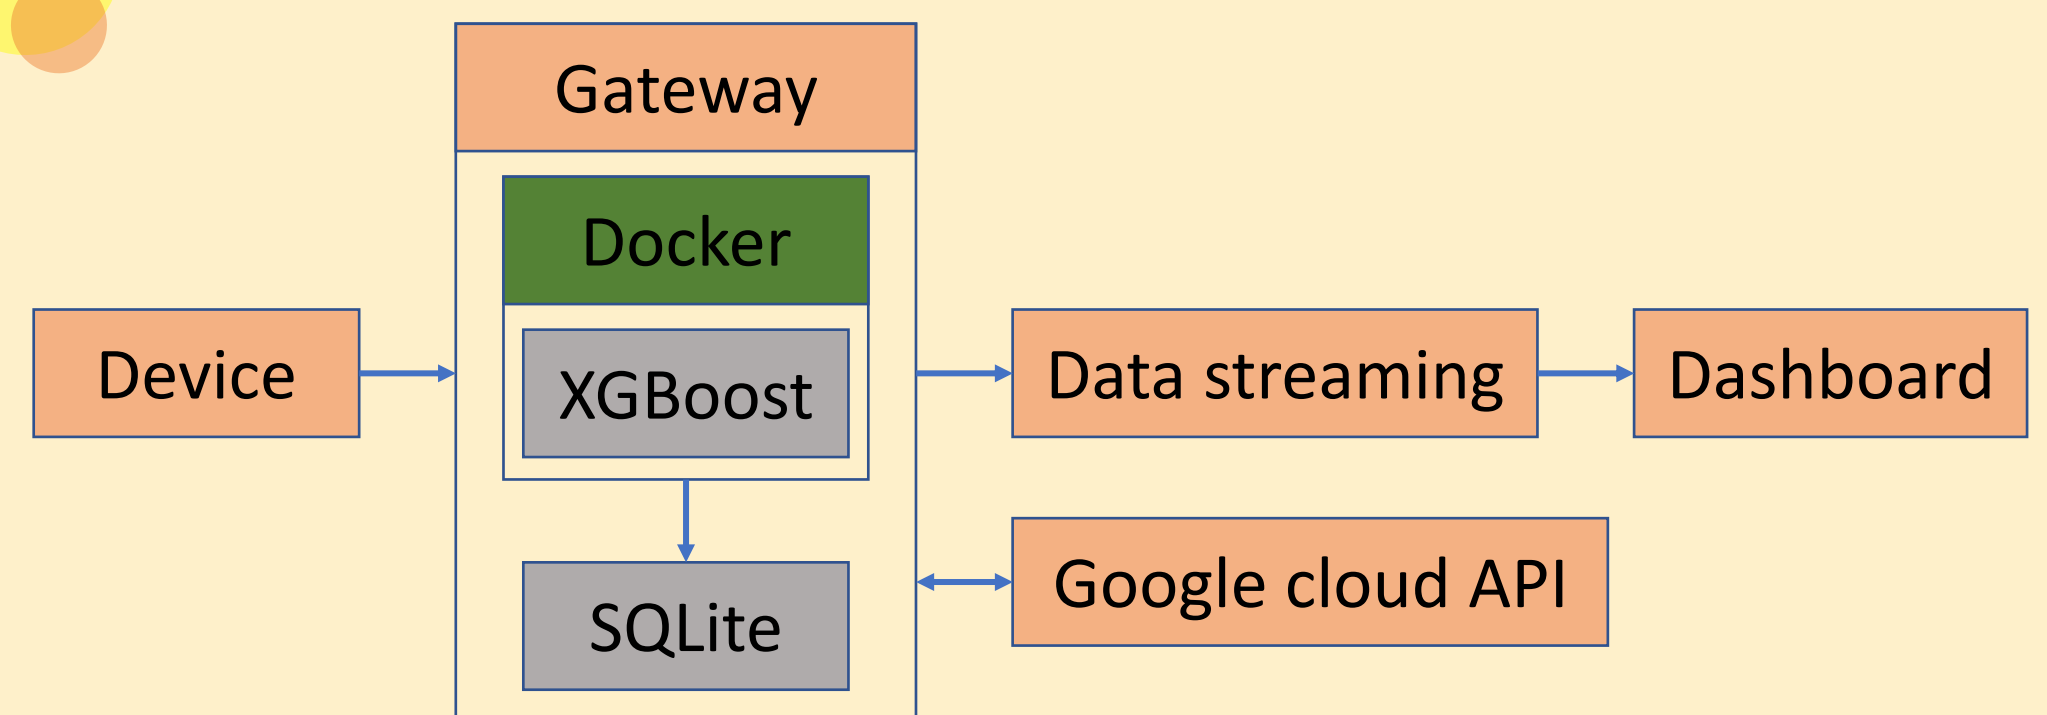 Gateway
Docker
Device
XGBoost
Data streaming
Dashboard
Google cloud API
SQLite